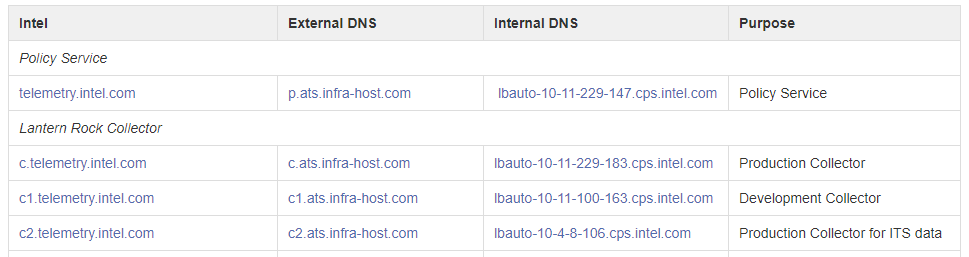 Intel External DNS Internal DNS Purpose
Policy Service
telemetry.intel.com p.ats.infra-host.com lbauto-10-11-229-147.cps.intel.com Policy Service
Lantern Rock Collector
c.telemetry.intel.com c.ats.infra-host.com lbauto-10-11-229-183.cps.intel.com Production Collector
c1.telemetry.intel.com c1.ats.infra-host.com lbauto-10-11-100-163.cps.intel.com Development Collector
c2.telemetry.intel.com c2.ats.infra-host.com lbauto-10-4-8-106.cps.intel.com Production Collector for ITS data